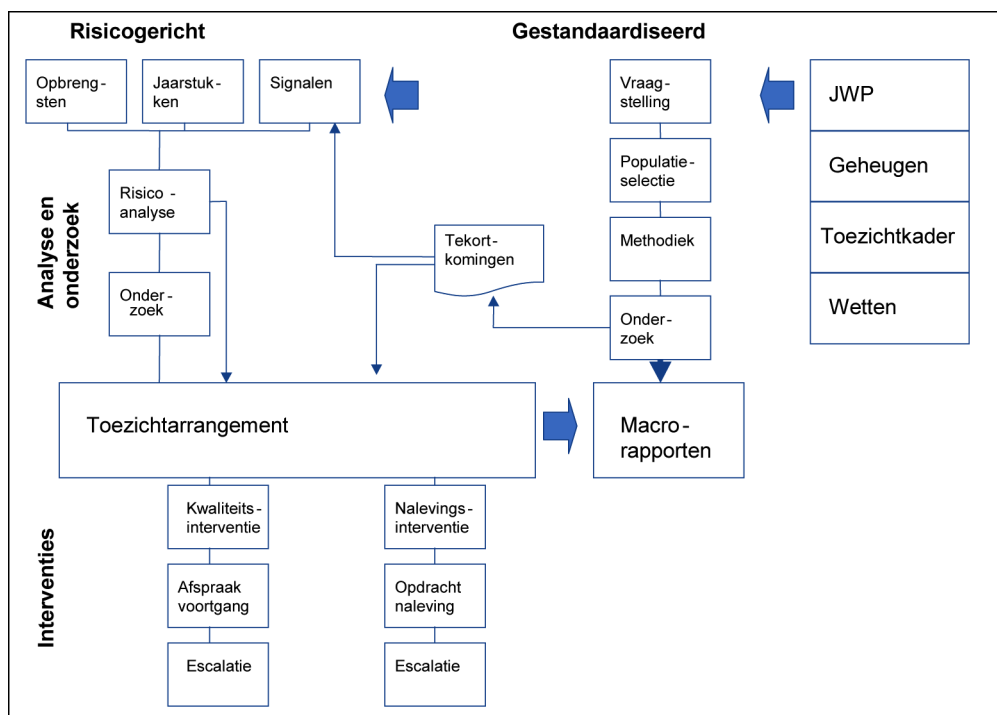 Risicogericht
Gestandaardiseerd
Opbreng-
sten
Jaarstuk-
ken
Signalen
Vraag-
stelling
JWP
Geheugen
Toezichtkader
Wetten
Analyse en
onderzoek
Risico -
analyse
Populatie-
selectie
Tekort-
komingen
Methodiek
Onder-
zoek
Onder-
zoek
Toezichtarrangement
Macro-
rapporten
Interventies
Kwaliteits-
interventie
Nalevings-
interventie
Afspraak
voortgang
Opdracht
naleving
Escalatie
Escalatie